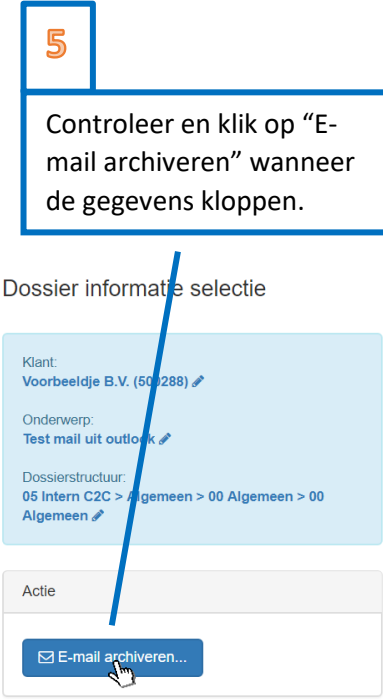 5
Controleer en klik op “E-
mail archiveren” wanneer
de gegevens kloppen.
Dossier informatie selectie
Klant:
Voorbeeldje B.V. (500288)
Onderwerp:
Test mail uit outlook
Dossierstructuur:
05 Intern C2C > Algemeen > 00 Algemeen > 00
Algemeen
Actie
E-mail archiveren...